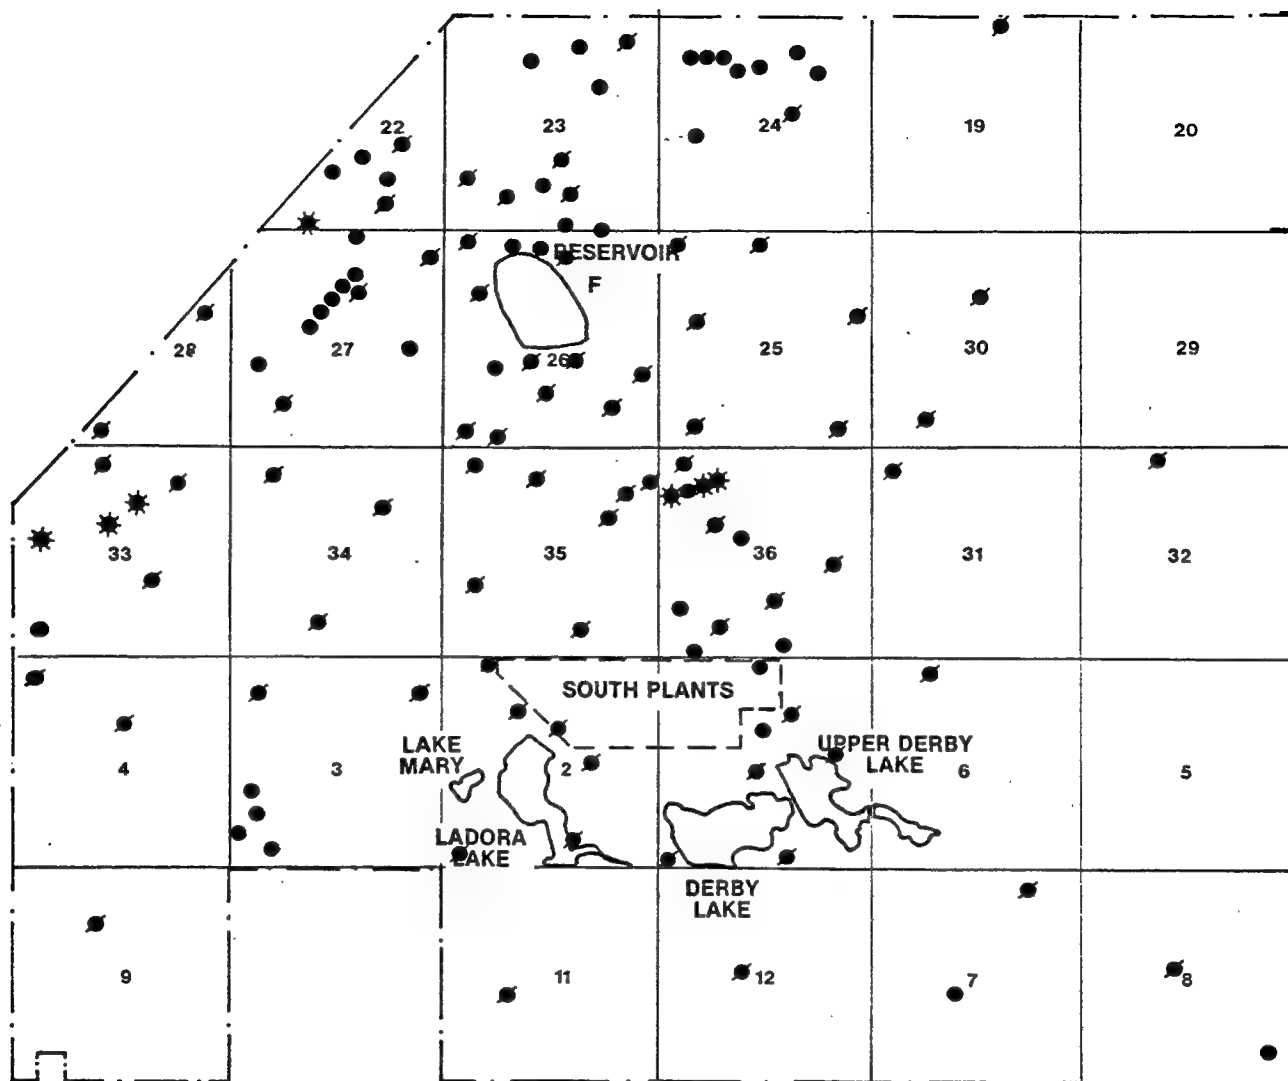 22
23
24
19
20
RESERVOIR
F
28
27
26
25
30
29
33
34
35
36
31
32
SOUTH PLANTS
LAKE
MARY
UPPER DERBY
LAKE
4
3
2
6
5
LADORA
LAKE
DERBY
LAKE
9
11
12
7
8